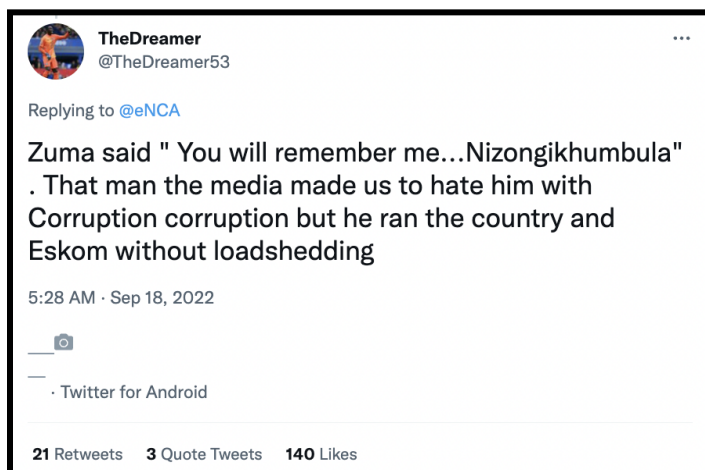 TheDreamer
@TheDreamer53
Replying to @eNCA
Zuma said " You will remember me...Nizongikhumbula"
. That man the media made us to hate him with
Corruption corruption but he ran the country and
Eskom without loadshedding
5:28 AM · Sep 18, 2022
· Twitter for Android
21 Retweets 3 Quote Tweets 140 Likes